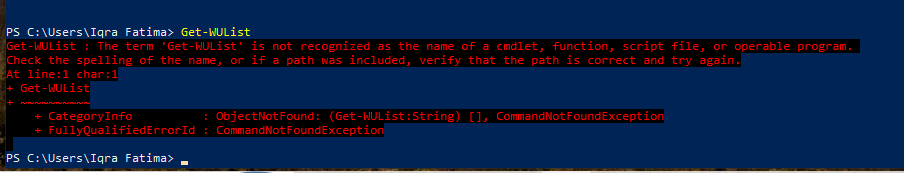 PS C:\Users\Iqra Fatima> Get-WUList
Get-WUList : The term 'Get-WUList' is not recognized as the name of a cmdlet, function, script file, or operable program.
Check the spelling of the name, or if a path was included, verify that the path is correct and try again.
At line:1 char:1
+ Get-WUList
+ ~~~~~~~~~~
    + CategoryInfo          : ObjectNotFound: (Get-WUList:String) [], CommandNotFoundException
    + FullyQualifiedErrorId : CommandNotFoundException
PS C:\Users\Iqra Fatima> _